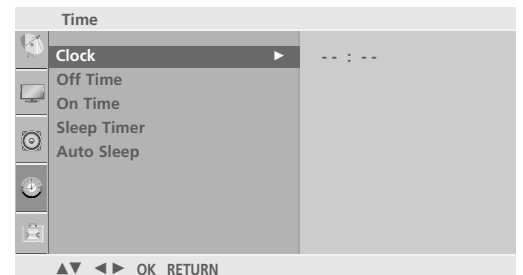 Time
Clock ► - - : - -
Off Time
On Time
Sleep Timer
Auto Sleep
▲▼ ◄► OK RETURN